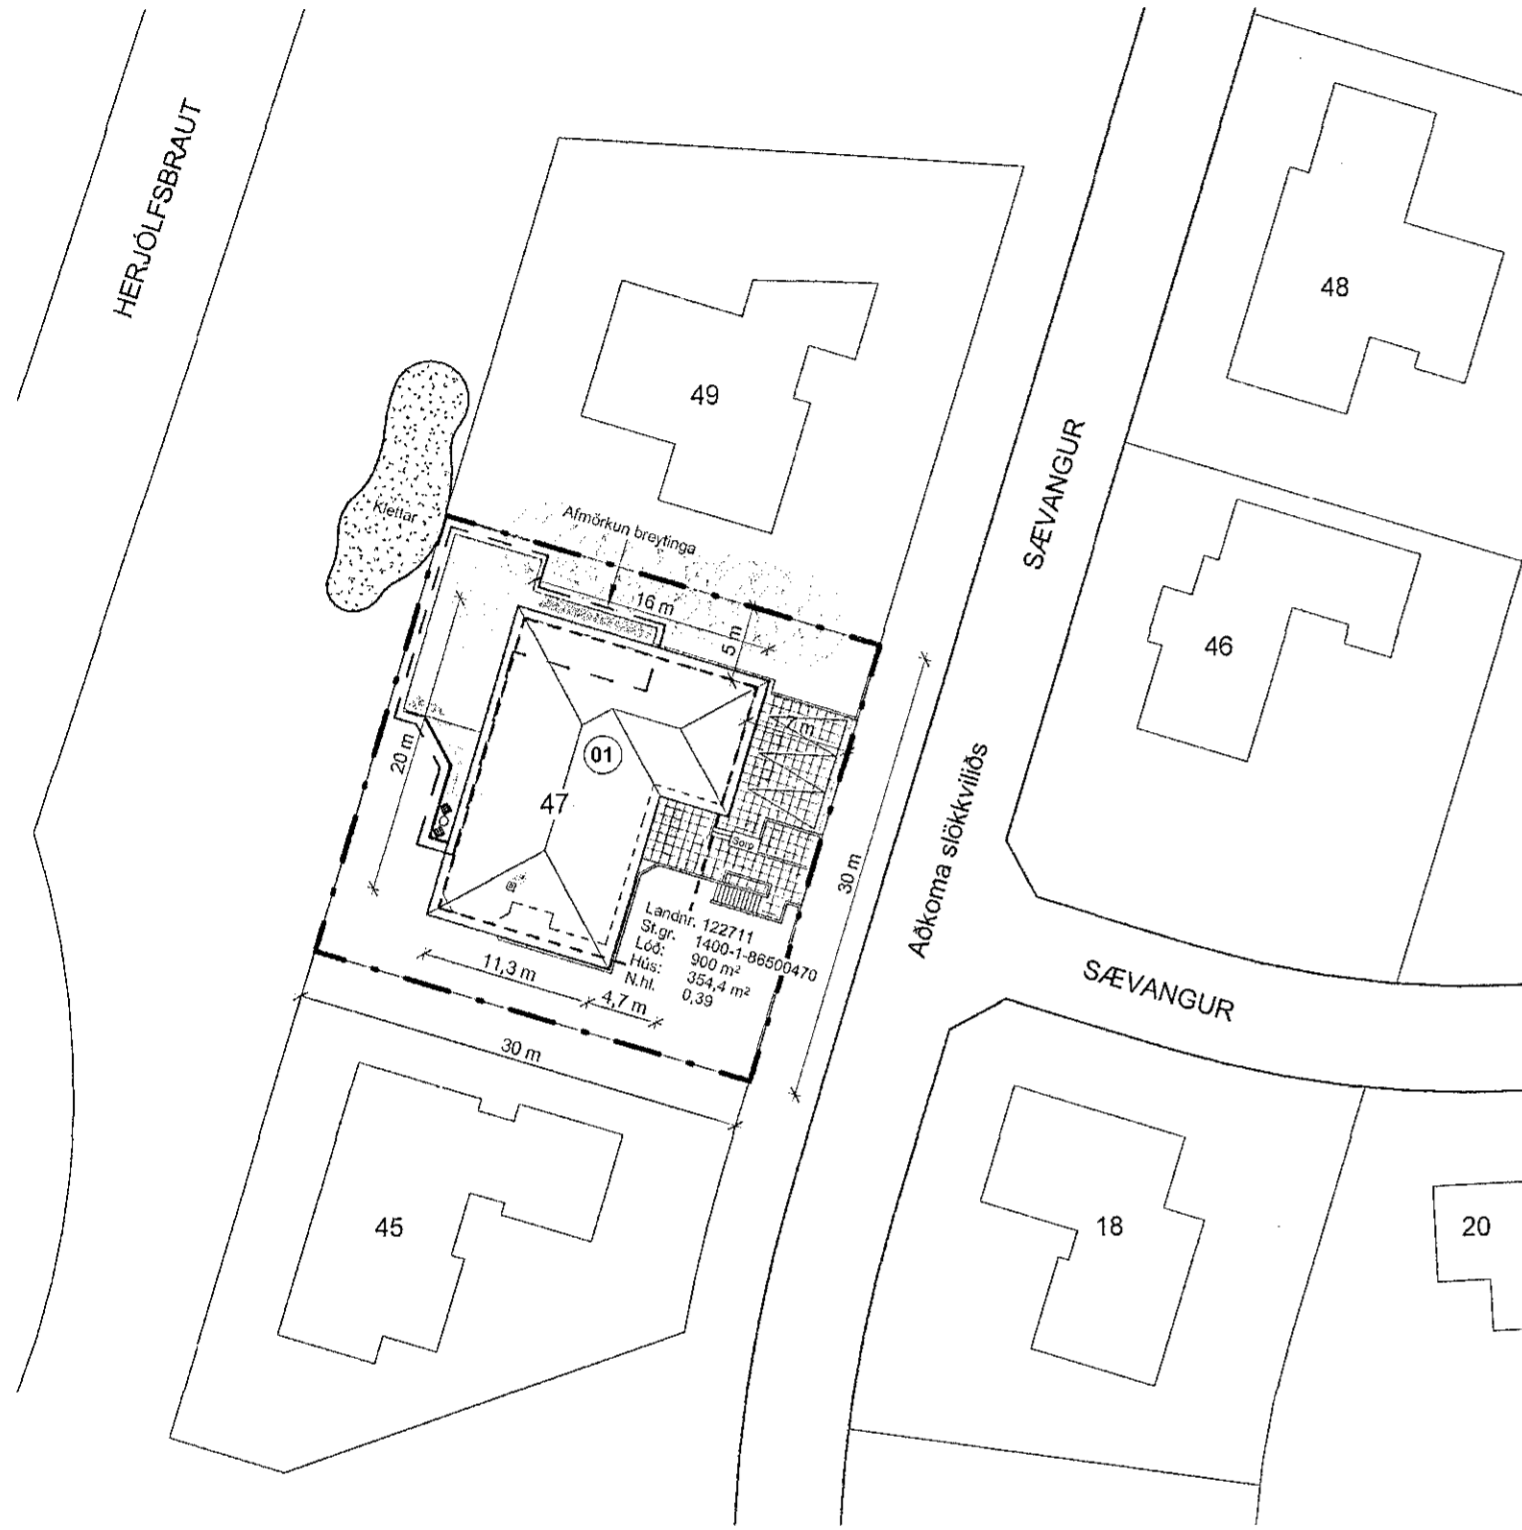 HERJÓLFSBRAUT
48
49
SÆVANGUR
Klettar
Afmörkun breytinga
16 m
5 m
46
7 m
01
20 m
47
Sorp
Aðkoma slökkviliðs
30 m
Landnr. 122711
St.gr. 1400-1-86500470
Lóð: 900 m²
Hús: 354,4 m²
N.hl. 0,39
11,3 m
4,7 m
SÆVANGUR
30 m
45
18
20